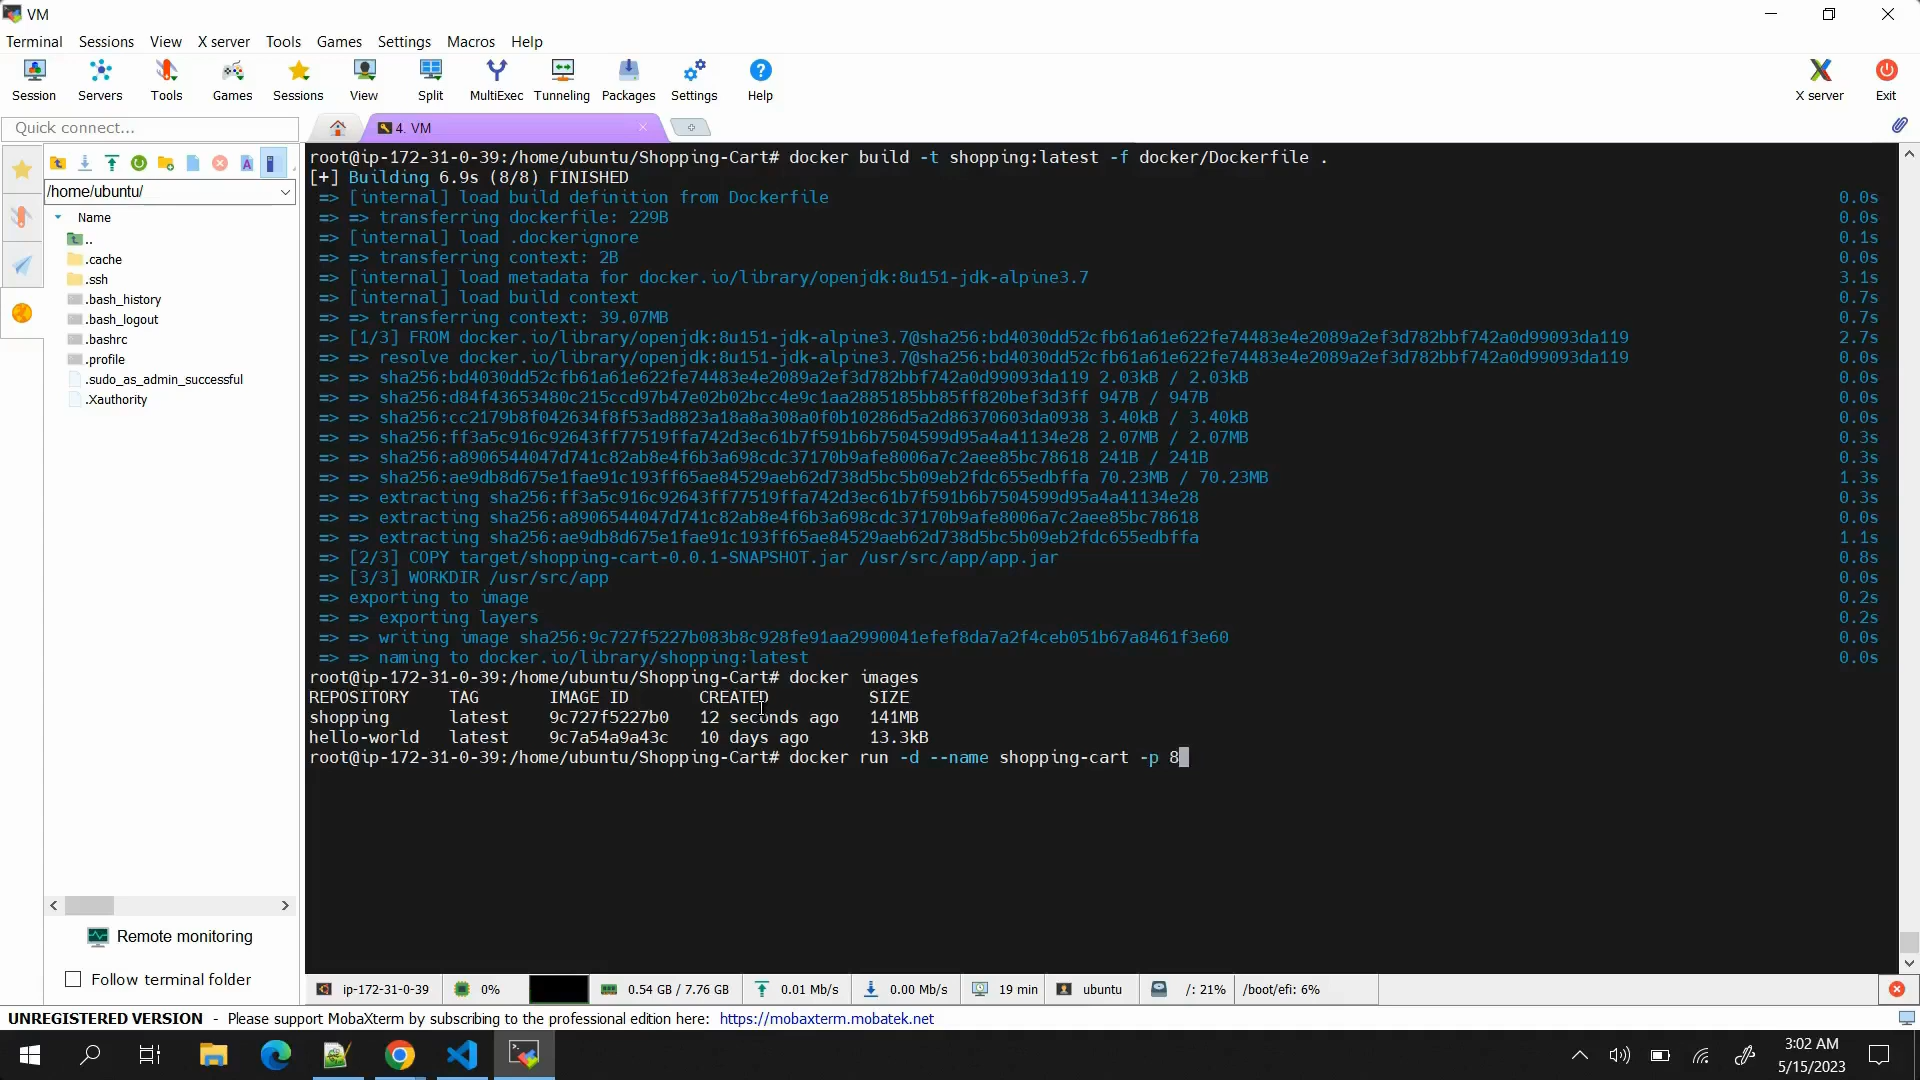 VM
Terminal Sessions View X server Tools Games Settings Macros Help
Session Servers Tools Games Sessions View Split MultiExec Tunneling Packages Settings Help X server Exit
Quick connect...
4. VM
/home/ubuntu/
Name
..
.cache
.ssh
.bash_history
.bash_logout
.bashrc
.profile
.sudo_as_admin_successful
.Xauthority
Remote monitoring
Follow terminal folder
root@ip-172-31-0-39:/home/ubuntu/Shopping-Cart# docker build -t shopping:latest -f docker/Dockerfile .
[+] Building 6.9s (8/8) FINISHED
=> [internal] load build definition from Dockerfile 0.0s
=> => transferring dockerfile: 229B 0.0s
=> [internal] load .dockerignore 0.1s
=> => transferring context: 2B 0.0s
=> [internal] load metadata for docker.io/library/openjdk:8u151-jdk-alpine3.7 3.1s
=> [internal] load build context 0.7s
=> => transferring context: 39.07MB 0.7s
=> [1/3] FROM docker.io/library/openjdk:8u151-jdk-alpine3.7@sha256:bd4030dd52cfb61a61e622fe74483e4e2089a2ef3d782bbf742a0d99093da119 2.7s
=> => resolve docker.io/library/openjdk:8u151-jdk-alpine3.7@sha256:bd4030dd52cfb61a61e622fe74483e4e2089a2ef3d782bbf742a0d99093da119 0.0s
=> => sha256:bd4030dd52cfb61a61e622fe74483e4e2089a2ef3d782bbf742a0d99093da119 2.03kB / 2.03kB 0.0s
=> => sha256:d84f43653480c215ccd97b47e02b02bcc4e9c1aa2885185bb85ff820bef3d3ff 947B / 947B 0.0s
=> => sha256:cc2179b8f042634f8f53ad8823a18a8a308a0f0b10286d5a2d86370603da0938 3.40kB / 3.40kB 0.0s
=> => sha256:ff3a5c916c92643ff77519ffa742d3ec61b7f591b6b7504599d95a4a41134e28 2.07MB / 2.07MB 0.3s
=> => sha256:a8906544047d741c82ab8e4f6b3a698cdc37170b9afe8006a7c2aee85bc78618 241B / 241B 0.3s
=> => sha256:ae9db8d675e1fae91c193ff65ae84529aeb62d738d5bc5b09eb2fdc655edbffa 70.23MB / 70.23MB 1.3s
=> => extracting sha256:ff3a5c916c92643ff77519ffa742d3ec61b7f591b6b7504599d95a4a41134e28 0.3s
=> => extracting sha256:a8906544047d741c82ab8e4f6b3a698cdc37170b9afe8006a7c2aee85bc78618 0.0s
=> => extracting sha256:ae9db8d675e1fae91c193ff65ae84529aeb62d738d5bc5b09eb2fdc655edbffa 1.1s
=> [2/3] COPY target/shopping-cart-0.0.1-SNAPSHOT.jar /usr/src/app/app.jar 0.8s
=> [3/3] WORKDIR /usr/src/app 0.0s
=> exporting to image 0.2s
=> => exporting layers 0.2s
=> => writing image sha256:9c727f5227b083b8c928fe91aa2990041efef8da7a2f4ceb051b67a8461f3e60 0.0s
=> => naming to docker.io/library/shopping:latest 0.0s
root@ip-172-31-0-39:/home/ubuntu/Shopping-Cart# docker images
REPOSITORY TAG IMAGE ID CREATED SIZE
shopping latest 9c727f5227b0 12 seconds ago 141MB
hello-world latest 9c7a54a9a43c 10 days ago 13.3kB
root@ip-172-31-0-39:/home/ubuntu/Shopping-Cart# docker run -d --name shopping-cart -p 8
ip-172-31-0-39 0% 0.54 GB / 7.76 GB 0.01 Mb/s 0.00 Mb/s 19 min ubuntu /: 21% /boot/efi: 6%
UNREGISTERED VERSION - Please support MobaXterm by subscribing to the professional edition here: https://mobaxterm.mobatek.net
3:02 AM
5/15/2023